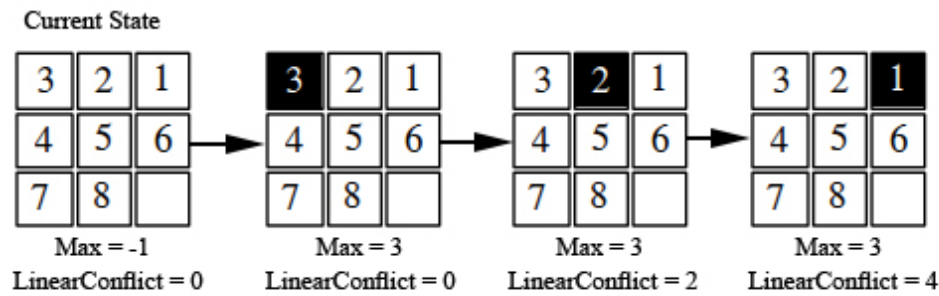 Current State
3 2 1 3 2 1 3 2 1 3 2 1
4 5 6 4 5 6 4 5 6 4 5 6
7 8 7 8 7 8 7 8
Max = -1 Max = 3 Max = 3 Max = 3
LinearConflict = 0 LinearConflict = 0 LinearConflict = 2 LinearConflict = 4